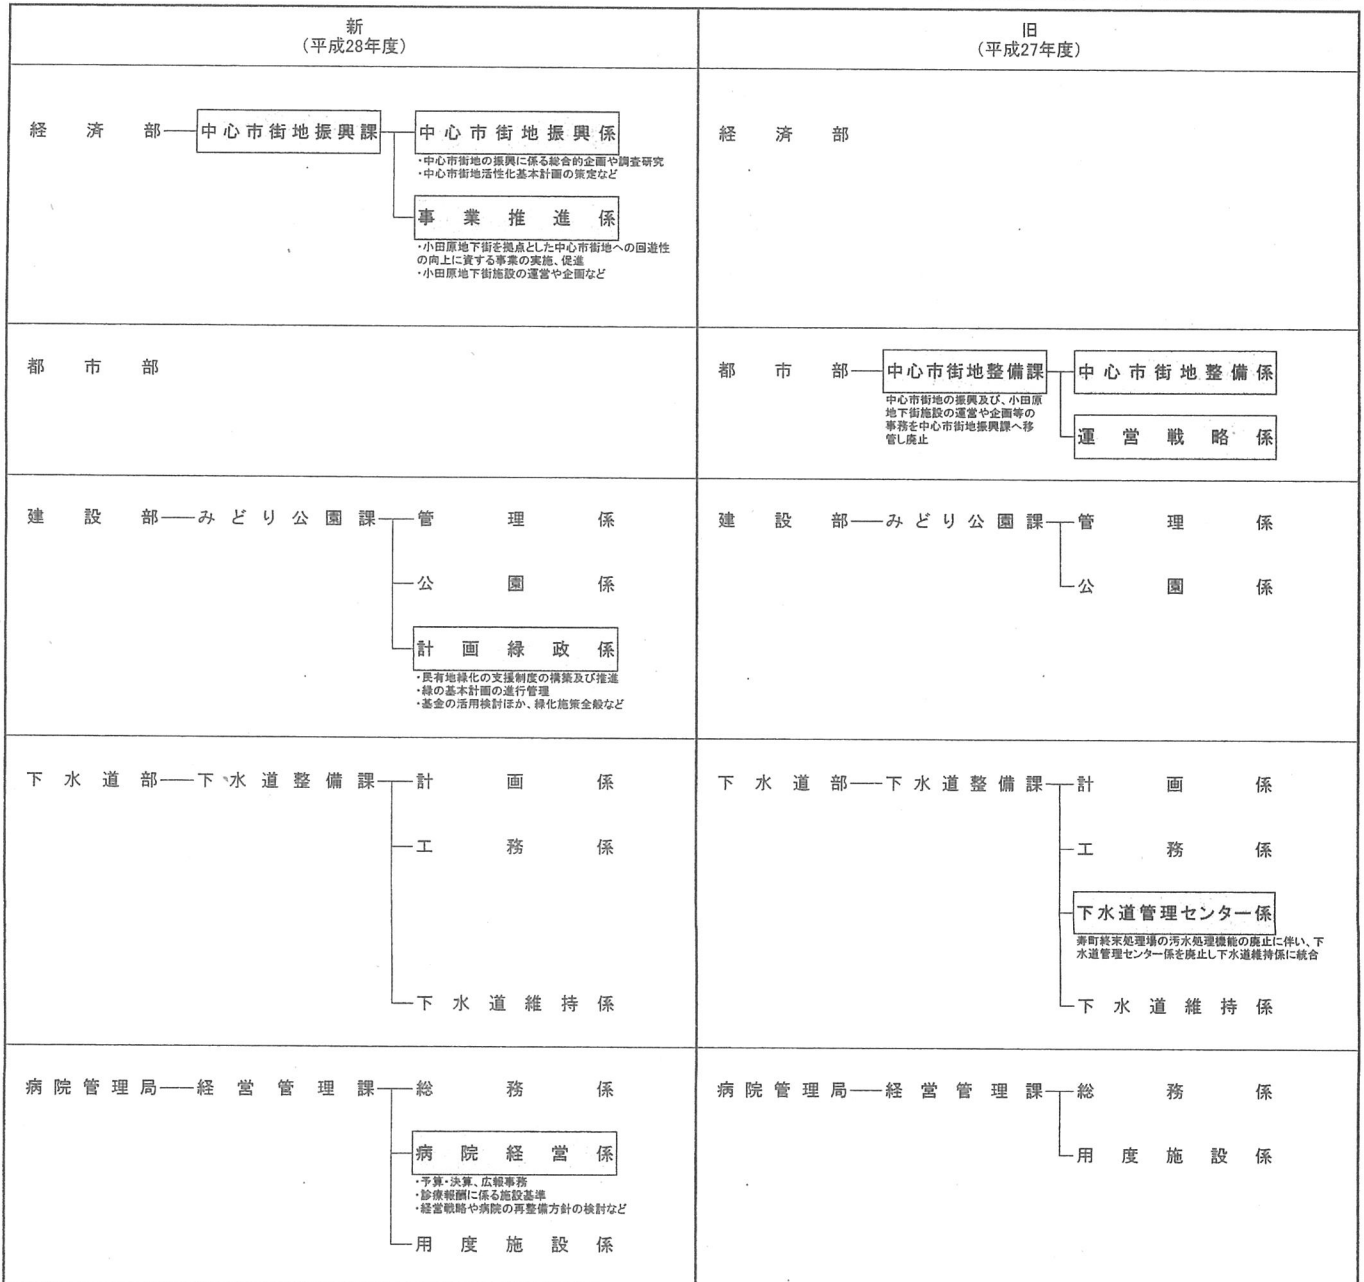 新
(平成28年度)
旧
(平成27年度)
経済部
中心市街地振興課
中心市街地振興係
・中心市街地の振興に係る総合的企画や調査研究
・中心市街地活性化基本計画の策定など
事業推進係
・小田原地下街を拠点とした中心市街地への回遊性
の向上に資する事業の実施、促進
・小田原地下街施設の運営や企画など
経済部
都市部
都市部
中心市街地整備課
中心市街地の振興及び、小田原
地下街施設の運営や企画等の
事務を中心市街地振興課へ移
管し廃止
中心市街地整備係
運営戦略係
建設部
みどり公園課
管理係
公園係
計画緑政係
・民有地緑化の支援制度の構築及び推進
・緑の基本計画の進行管理
・基金の活用検討ほか、緑化施策全般など
建設部
みどり公園課
管理係
公園係
下水道部
下水道整備課
計画係
工務係
下水道維持係
下水道部
下水道整備課
計画係
工務係
下水道管理センター係
寿町終末処理場の汚水処理機能の廃止に伴い、下
水道管理センター係を廃止し下水道維持係に統合
下水道維持係
病院管理局
経営管理課
総務係
病院経営係
・予算・決算、広報事務
・診療報酬に係る施設基準
・経営戦略や病院の再整備方針の検討など
用度施設係
病院管理局
経営管理課
総務係
用度施設係